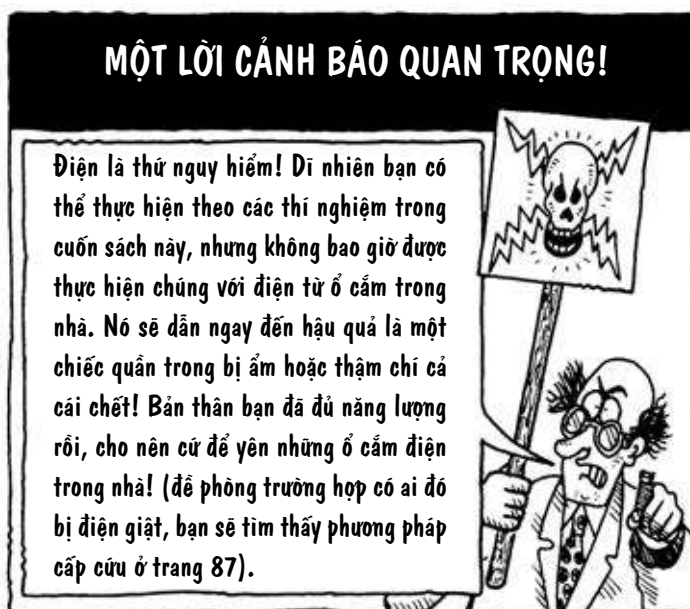 MỘT LỜI CẢNH BÁO QUAN TRỌNG!
Điện là thứ nguy hiểm! Dĩ nhiên bạn có
thể thực hiện theo các thí nghiệm trong
cuốn sách này, nhưng không bao giờ được
thực hiện chúng với điện từ ổ cắm trong
nhà. Nó sẽ dẫn ngay đến hậu quả là một
chiếc quần trong bị ẩm hoặc thậm chí cả
cái chết! Bản thân bạn đã đủ năng lượng
rồi, cho nên cứ để yên những ổ cắm điện
trong nhà! (đề phòng trường hợp có ai đó
bị điện giật, bạn sẽ tìm thấy phương pháp
cấp cứu ở trang 87).